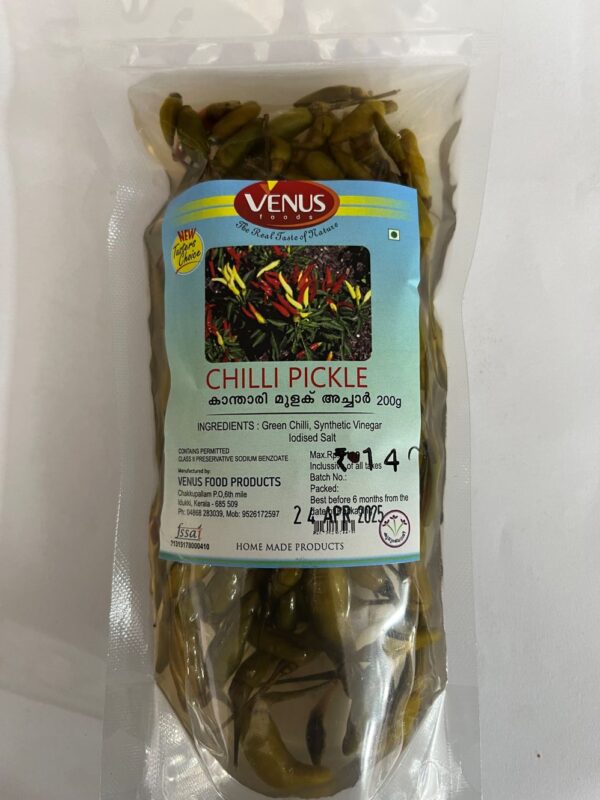 VENUS
foods
The Real Taste of Nature
NEW
Tasters
Choice
CHILLI PICKLE
കാന്താരി മുളക് അച്ചാർ 200g
INGREDIENTS : Green Chilli, Synthetic Vinegar
Iodised Salt
CONTAINS PERMITTED
CLASS II PRESERVATIVE SODIUM BENZOATE
Manufactured by:
VENUS FOOD PRODUCTS
Chakkupallam P.O,6th mile
Idukki, Kerala - 685 509
Ph: 04868 283039, Mob: 9526172597
fssai
Max.
of all taxes
Batch No.:
Packed:
Best before 6 months from the
24 APR 2025
HOME MADE PRODUCTS